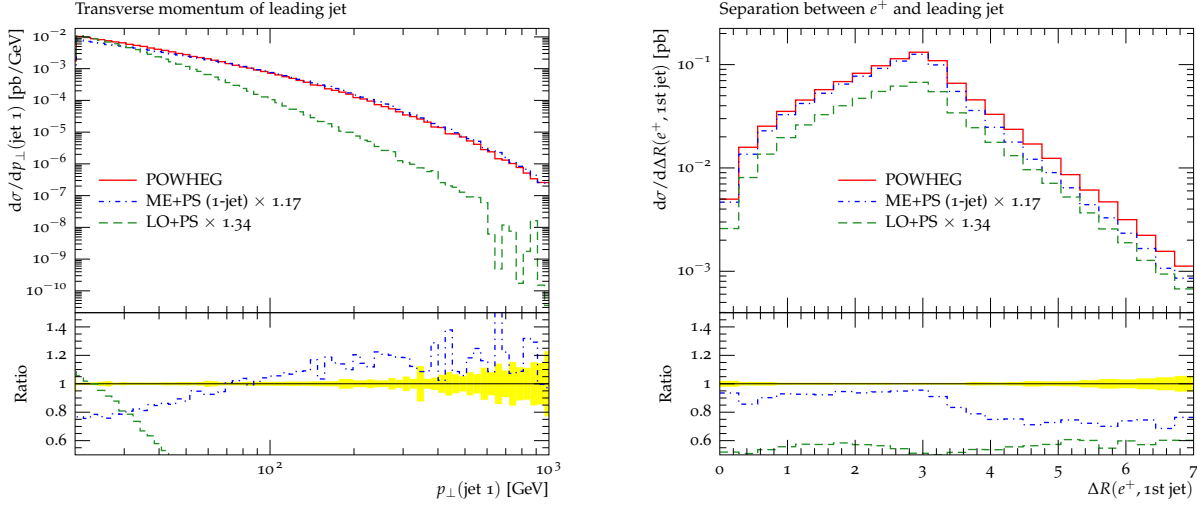 Transverse momentum of leading jet
dσ/dp⊥(jet 1) [pb/GeV]
10⁻²
10⁻³
10⁻⁴
10⁻⁵
10⁻⁶
10⁻⁷
10⁻⁸
10⁻⁹
10⁻¹⁰
POWHEG
ME+PS (1-jet) × 1.17
LO+PS × 1.34
Ratio
1.4
1.2
1
0.8
0.6
10²
10³
p⊥(jet 1) [GeV]
Separation between e⁺ and leading jet
dσ/dΔR(e⁺, 1st jet) [pb]
10⁻¹
10⁻²
10⁻³
POWHEG
ME+PS (1-jet) × 1.17
LO+PS × 1.34
Ratio
1.4
1.2
1
0.8
0.6
0 1 2 3 4 5 6 7
ΔR(e⁺, 1st jet)